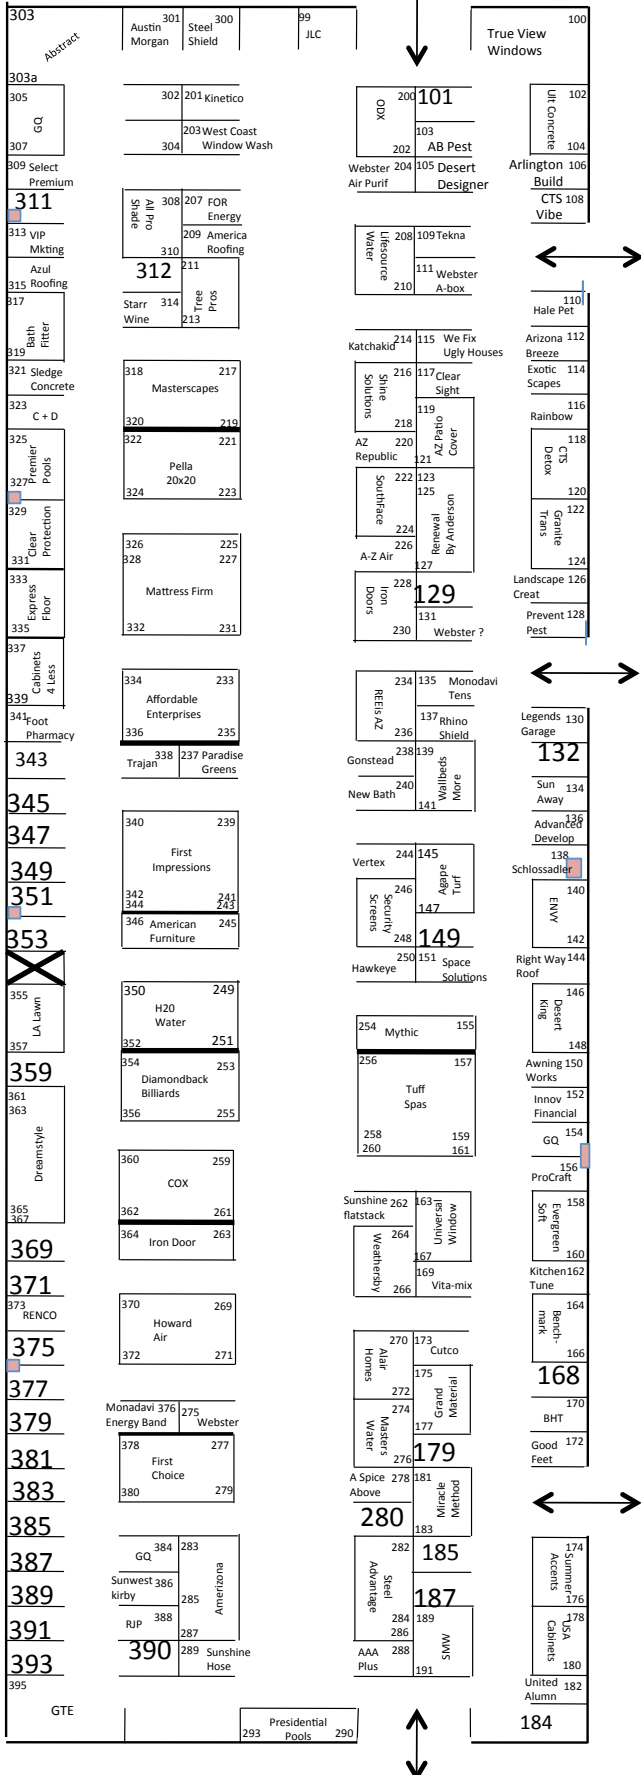 303
Abstract
303a
305
GQ
307
309 Select
Premium
311
313 VIP
Mkting
Azul
315 Roofing
317
Bath
Fitter
319
321 Sledge
Concrete
323
C + D
325
Premier
Pools
327
329
Clear
Protection
331
333
Express
Floor
335
337
Cabinets
4 Less
339
341 Foot
Pharmacy
343
345
347
349
351
353
355
LA Lawn
357
359
361
363
Dreamstyle
365
367
369
371
373
RENCO
375
377
379
381
383
385
387
389
391
393
395
GTE
Austin 301
Morgan
Steel 300
Shield
99
JLC
302 201 Kinetico
203 West Coast
304 Window Wash
All Pro
Shade
308
310
207 FOR
Energy
209 America
Roofing
312
211
Tree
Pros
213
Starr 314
Wine
318 217
Masterscapes
320 219
322 221
Pella
20x20
324 223
326 225
328 227
Mattress Firm
332 231
334 233
Affordable
Enterprises
336 235
Trajan 338
237 Paradise
Greens
340 239
First
Impressions
342 241
344 243
346 American 245
Furniture
350 249
H20
Water
352 251
354 253
Diamondback
Billiards
356 255
360 259
COX
362 261
364 263
Iron Door
370 269
Howard
Air
372 271
Monadavi 376
Energy Band
275
Webster
378 277
First
Choice
380 279
384
GQ
283
Amerizona
285
287
Sunwest 386
kirby
388
RJP
390
289 Sunshine
Hose
Presidential
293 Pools 290
ODX
200
202
101
103
AB Pest
Webster 204
Air Purif
105 Desert
Designer
Lifesource
Water
208
210
109 Tekna
111 Webster
A-box
Katchakid 214
115 We Fix
Ugly Houses
Shine
Solutions
216
218
117 Clear
Sight
119
AZ Patio
Cover
121
AZ 220
Republic
SouthFace
222
224
123
125
Renewal
By Anderson
127
226
A-Z Air
Iron
Doors
228
230
129
131
Webster ?
REEIs AZ
234
236
135 Monodavi
Tens
137 Rhino
Shield
238
Gonstead
139
Wallbeds
More
141
240
New Bath
244
Vertex
145
Agape
Turf
147
Security
Screens
246
248
149
250
Hawkeye
151 Space
Solutions
254 155
Mythic
256 157
Tuff
Spas
258 159
260 161
Sunshine 262
flatstack
163
Universal
Window
167
Weathersby
264
266
169
Vita-mix
Alair
Homes
270
272
173
Cutco
175
Grand
Material
177
Masters
Water
274
276
179
A Spice 278
Above
181
Miracle
Method
183
280
282
Steel
Advantage
284
286
185
187
189
SMW
191
AAA 288
Plus
100
True View
Windows
Ult Concrete
102
104
Arlington 106
Build
CTS 108
Vibe
110
Hale Pet
Arizona 112
Breeze
Exotic 114
Scapes
116
Rainbow
CTS
Detox
118
120
Granite
Trans
122
124
Landscape 126
Creat
Prevent 128
Pest
Legends 130
Garage
132
Sun 134
Away
136
Advanced
Develop
138
Schlossadler
ENVY
140
142
Right Way 144
Roof
Desert
King
146
148
Awning 150
Works
Innov 152
Financial
GQ 154
156
ProCraft
Evergreen
Soft
158
160
Kitchen 162
Tune
Bench-
mark
164
166
168
170
BHT
Good 172
Feet
Summer
Accents
174
176
USA
Cabinets
178
180
United
Alumn 182
184